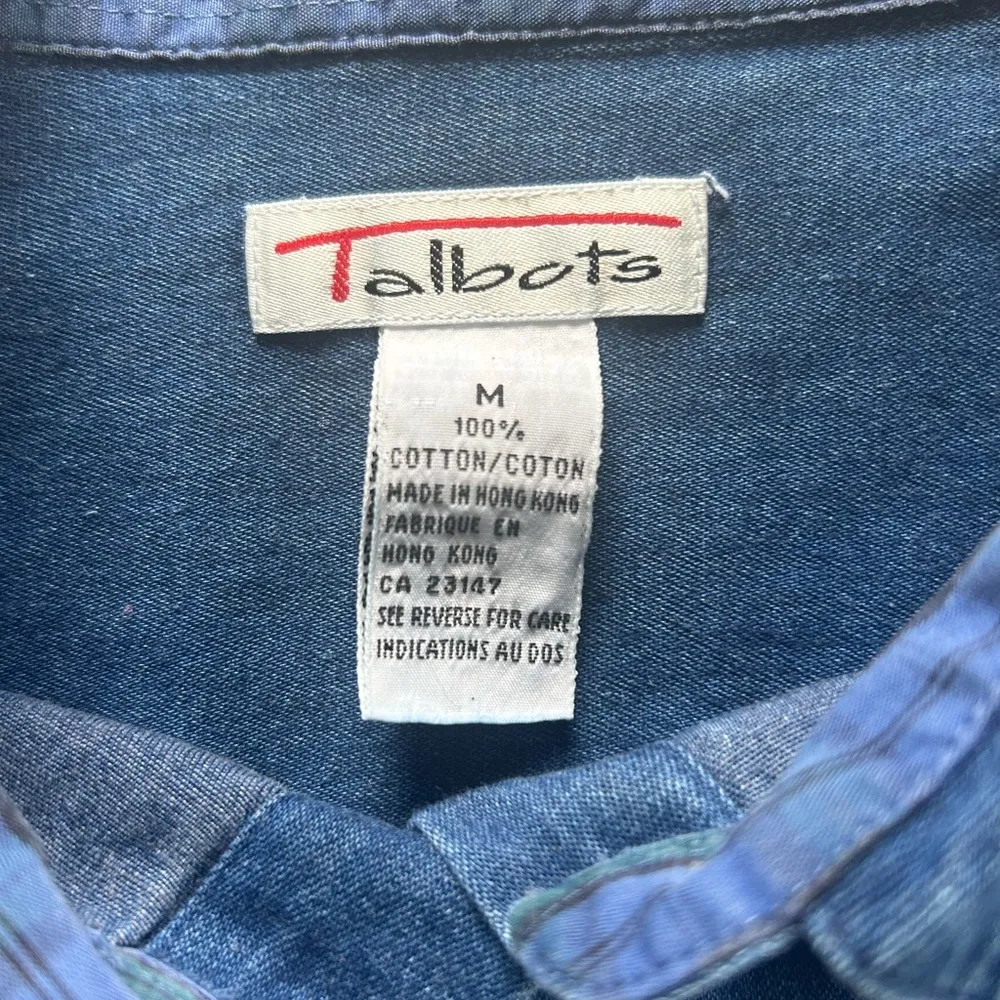 Talbots
M
100%
COTTON/COTON
MADE IN HONG KONG
FABRIQUE EN
HONG KONG
CA 23147
SEE REVERSE FOR CARE
INDICATIONS AU DOS